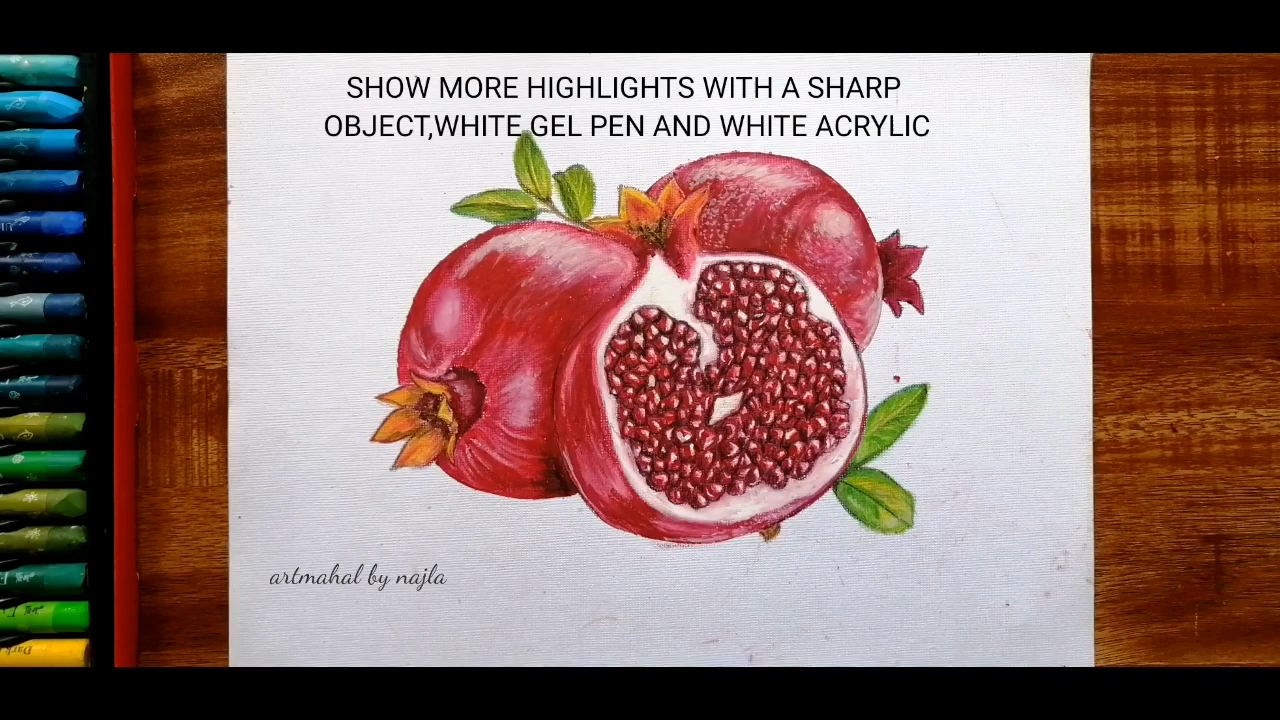 SHOW MORE HIGHLIGHTS WITH A SHARP
OBJECT,WHITE GEL PEN AND WHITE ACRYLIC
artmahal by najla